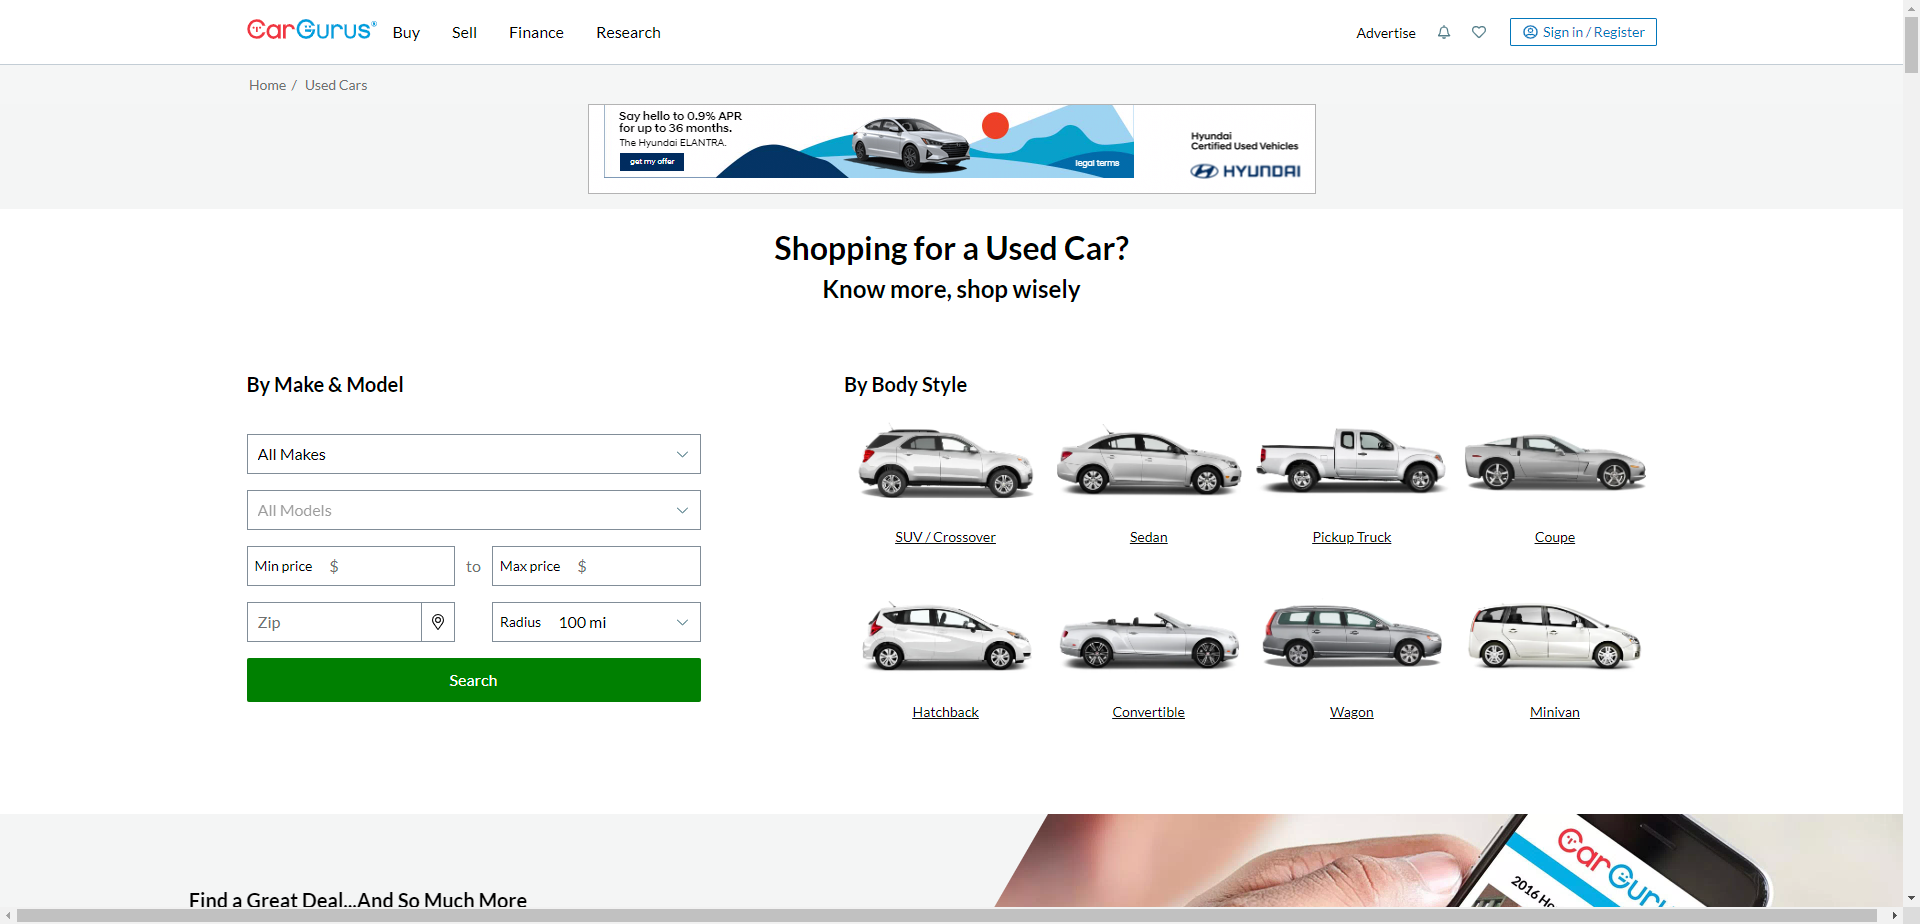 CarGurus®
Buy
Sell
Finance
Research
Advertise
Sign in / Register
Home / Used Cars
Say hello to 0.9% APR
for up to 36 months.
The Hyundai ELANTRA.
get my offer
legal terms
Hyundai
Certified Used Vehicles
HYUNDAI
Shopping for a Used Car?
Know more, shop wisely
By Make & Model
All Makes
All Models
Min price $ to Max price $
Zip
Radius 100 mi
Search
By Body Style
SUV / Crossover
Sedan
Pickup Truck
Coupe
Hatchback
Convertible
Wagon
Minivan
Find a Great Deal...And So Much More
CarGuru
2016 Ho